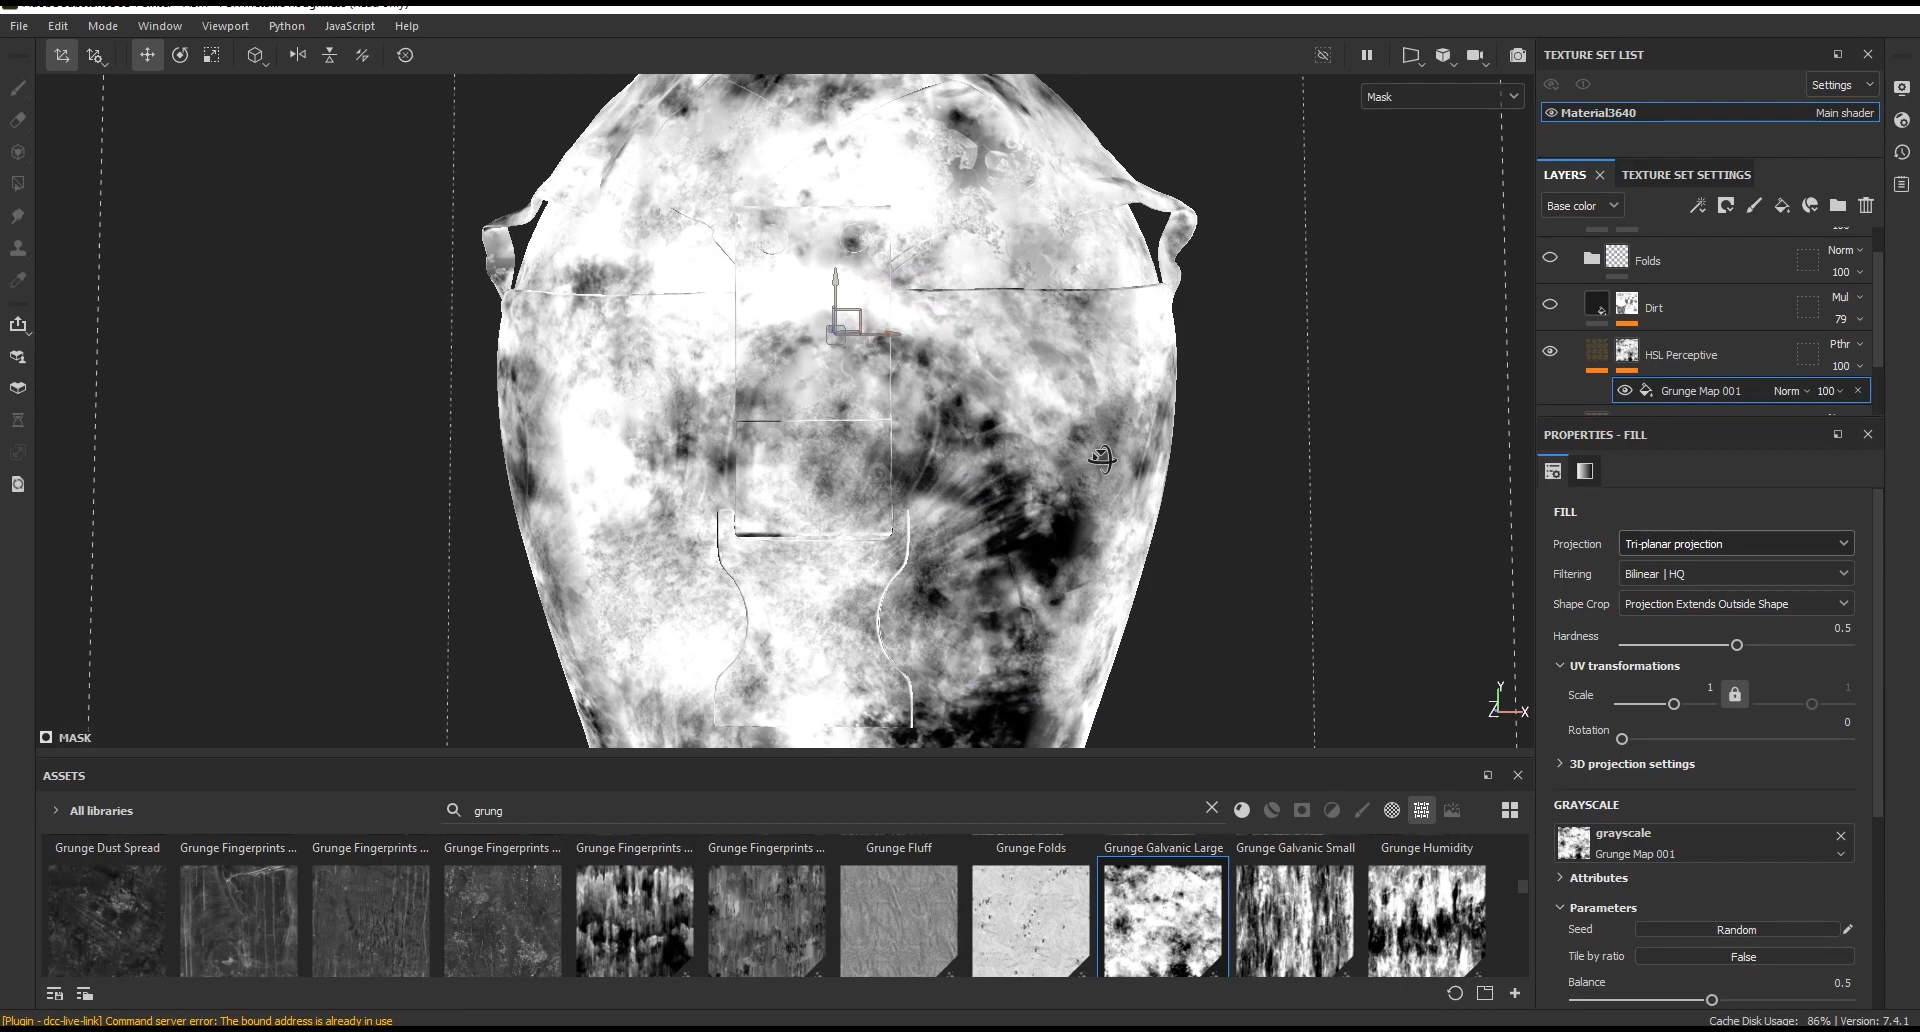 File Edit Mode Window Viewport Python JavaScript Help
Mask
TEXTURE SET LIST
Settings
Material3640 Main shader
LAYERS TEXTURE SET SETTINGS
Base color
Folds Norm 100
Dirt Mul 79
HSL Perceptive Pthr 100
Grunge Map 001 Norm 100
PROPERTIES - FILL
FILL
Projection Tri-planar projection
Filtering Bilinear | HQ
Shape Crop Projection Extends Outside Shape
Hardness 0.5
UV transformations
Scale 1 1
Rotation 0
3D projection settings
GRAYSCALE
grayscale
Grunge Map 001
Attributes
Parameters
Seed Random
Tile by ratio False
Balance 0.5
Y
Z X
MASK
ASSETS
All libraries
grung
Grunge Dust Spread Grunge Fingerprints ... Grunge Fingerprints ... Grunge Fingerprints ... Grunge Fingerprints ... Grunge Fingerprints ... Grunge Fluff Grunge Folds Grunge Galvanic Large Grunge Galvanic Small Grunge Humidity
[Plugin - dcc-live-link] Command server error: The bound address is already in use
Cache Disk Usage: 86% | Version: 7.4.1